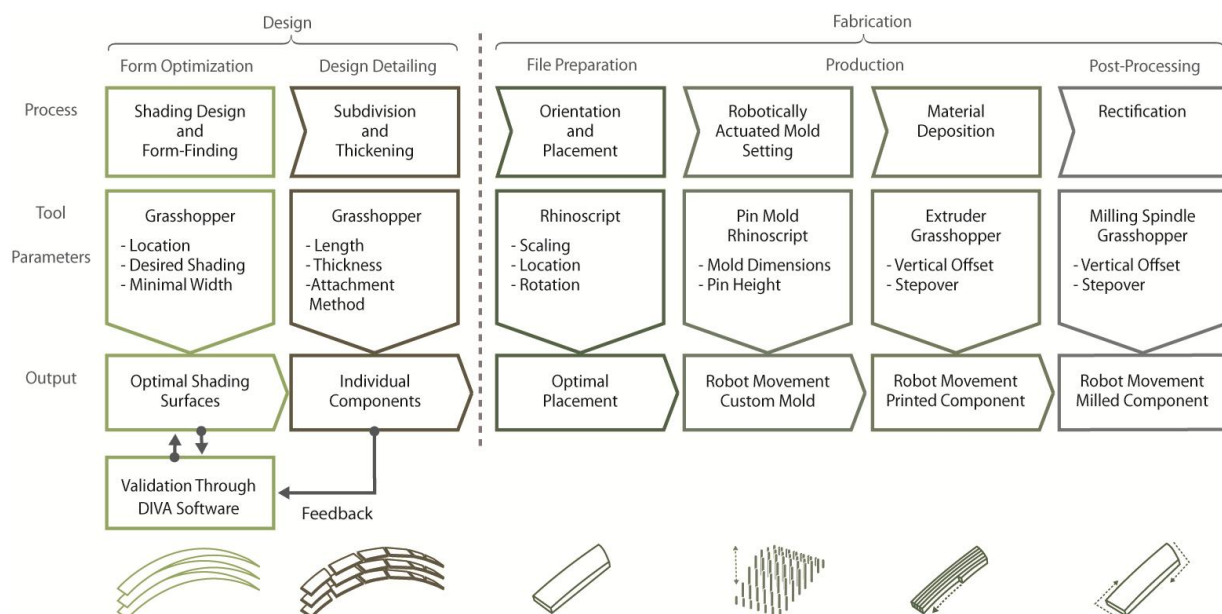 Design
Fabrication
Form Optimization
Design Detailing
File Preparation
Production
Post-Processing
Process
Shading Design
and
Form-Finding
Subdivision
and
Thickening
Orientation
and
Placement
Robotically
Actuated Mold
Setting
Material
Deposition
Rectification
Tool
Parameters
Grasshopper
- Location
- Desired Shading
- Minimal Width
Grasshopper
- Length
- Thickness
-Attachment
Method
Rhinoscript
- Scaling
- Location
- Rotation
Pin Mold
Rhinoscript
- Mold Dimensions
- Pin Height
Extruder
Grasshopper
- Vertical Offset
- Stepover
Milling Spindle
Grasshopper
- Vertical Offset
- Stepover
Output
Optimal Shading
Surfaces
Individual
Components
Optimal
Placement
Robot Movement
Custom Mold
Robot Movement
Printed Component
Robot Movement
Milled Component
Validation Through
DIVA Software
Feedback